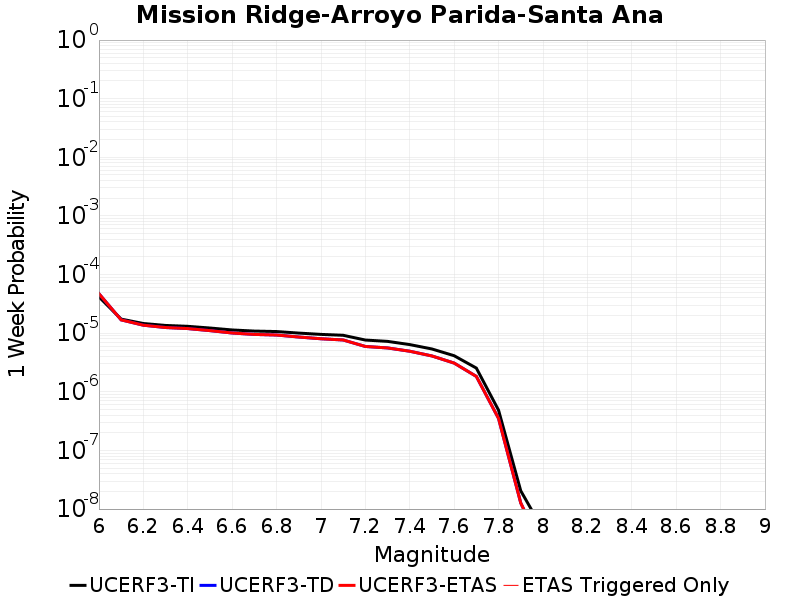 Mission Ridge-Arroyo Parida-Santa Ana
1 Week Probability
10^0
10^-1
10^-2
10^-3
10^-4
10^-5
10^-6
10^-7
10^-8
6 6.2 6.4 6.6 6.8 7 7.2 7.4 7.6 7.8 8 8.2 8.4 8.6 8.8 9
Magnitude
UCERF3-TI UCERF3-TD UCERF3-ETAS ETAS Triggered Only